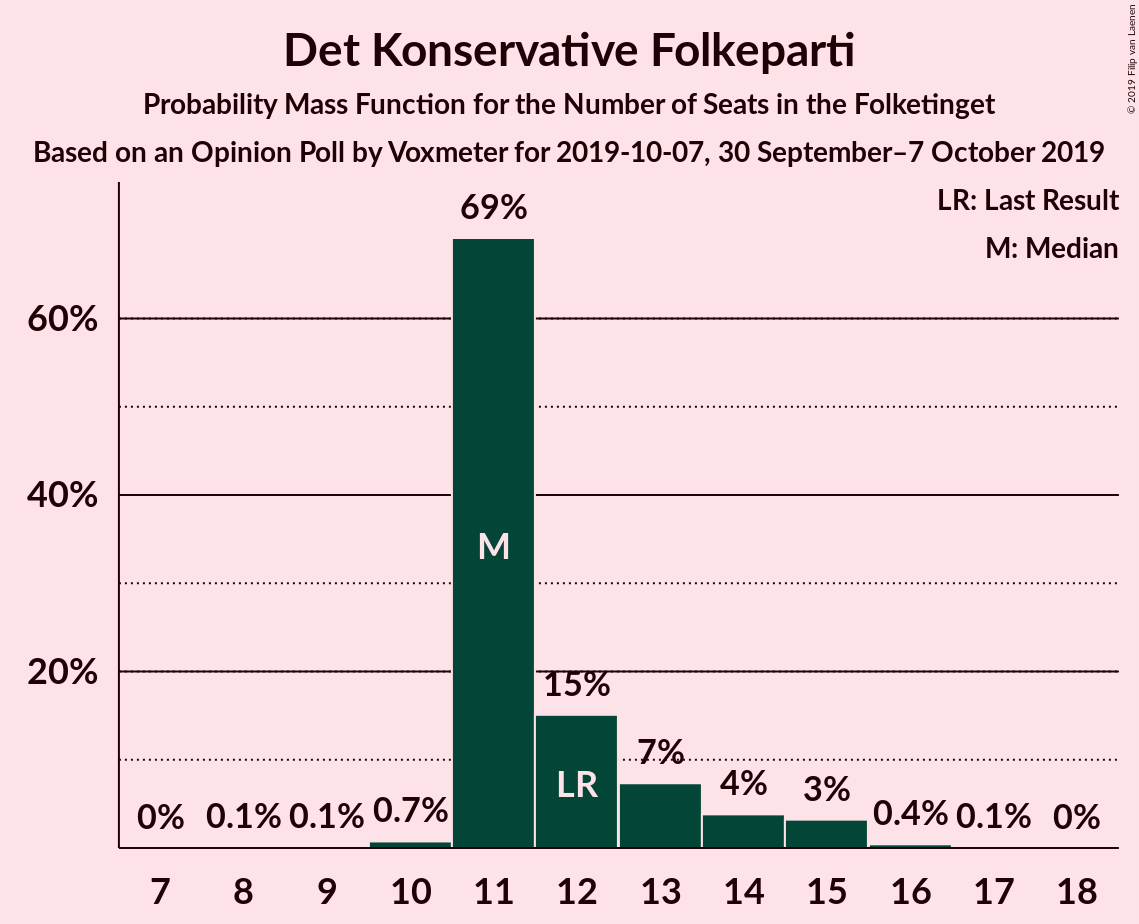 Det Konservative Folkeparti
Probability Mass Function for the Number of Seats in the Folketinget
Based on an Opinion Poll by Voxmeter for 2019-10-07, 30 September–7 October 2019
© 2019 Filip van Laenen
LR: Last Result
M: Median
69%
60%
40%
M
20%
15%
7%
LR
4%
3%
0%
0.1%
0.1%
0.7%
0.4%
0.1%
0%
7 8 9 10 11 12 13 14 15 16 17 18